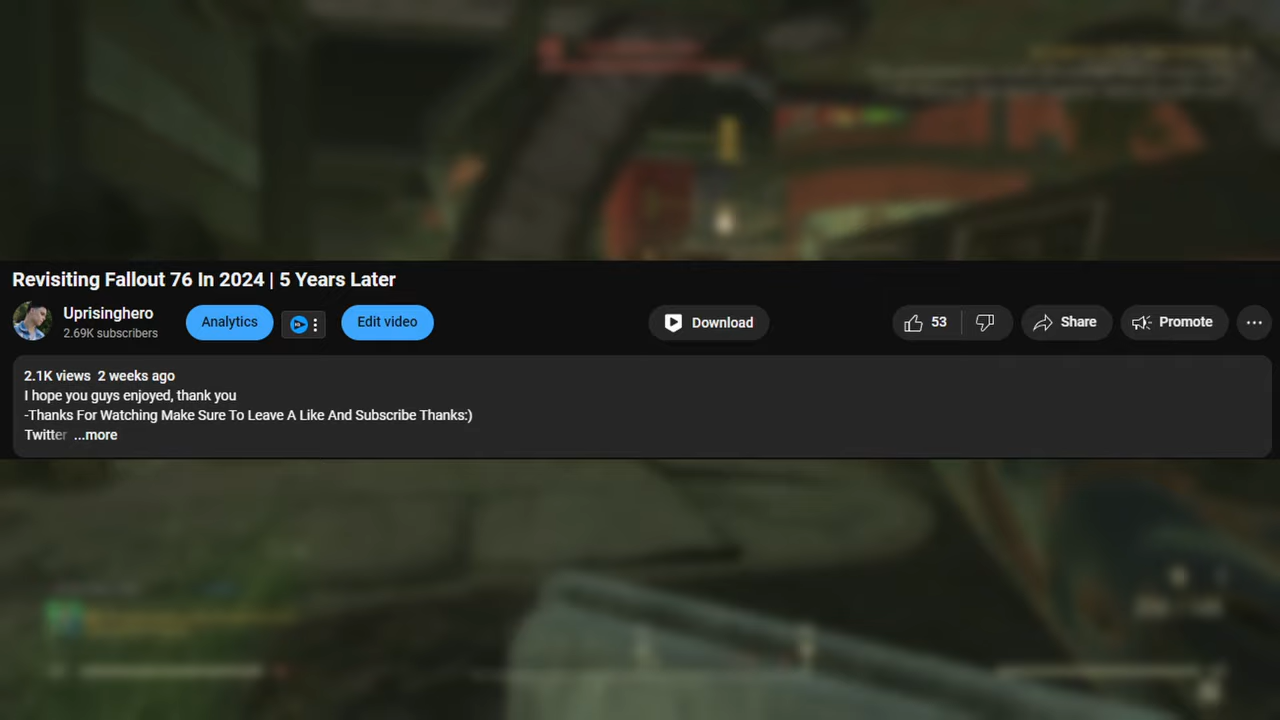 Revisiting Fallout 76 In 2024 | 5 Years Later
Uprisinghero
2.69K subscribers
Analytics
Edit video
Download
53
Share
Promote
2.1K views 2 weeks ago
I hope you guys enjoyed, thank you
-Thanks For Watching Make Sure To Leave A Like And Subscribe Thanks:)
Twitter ...more